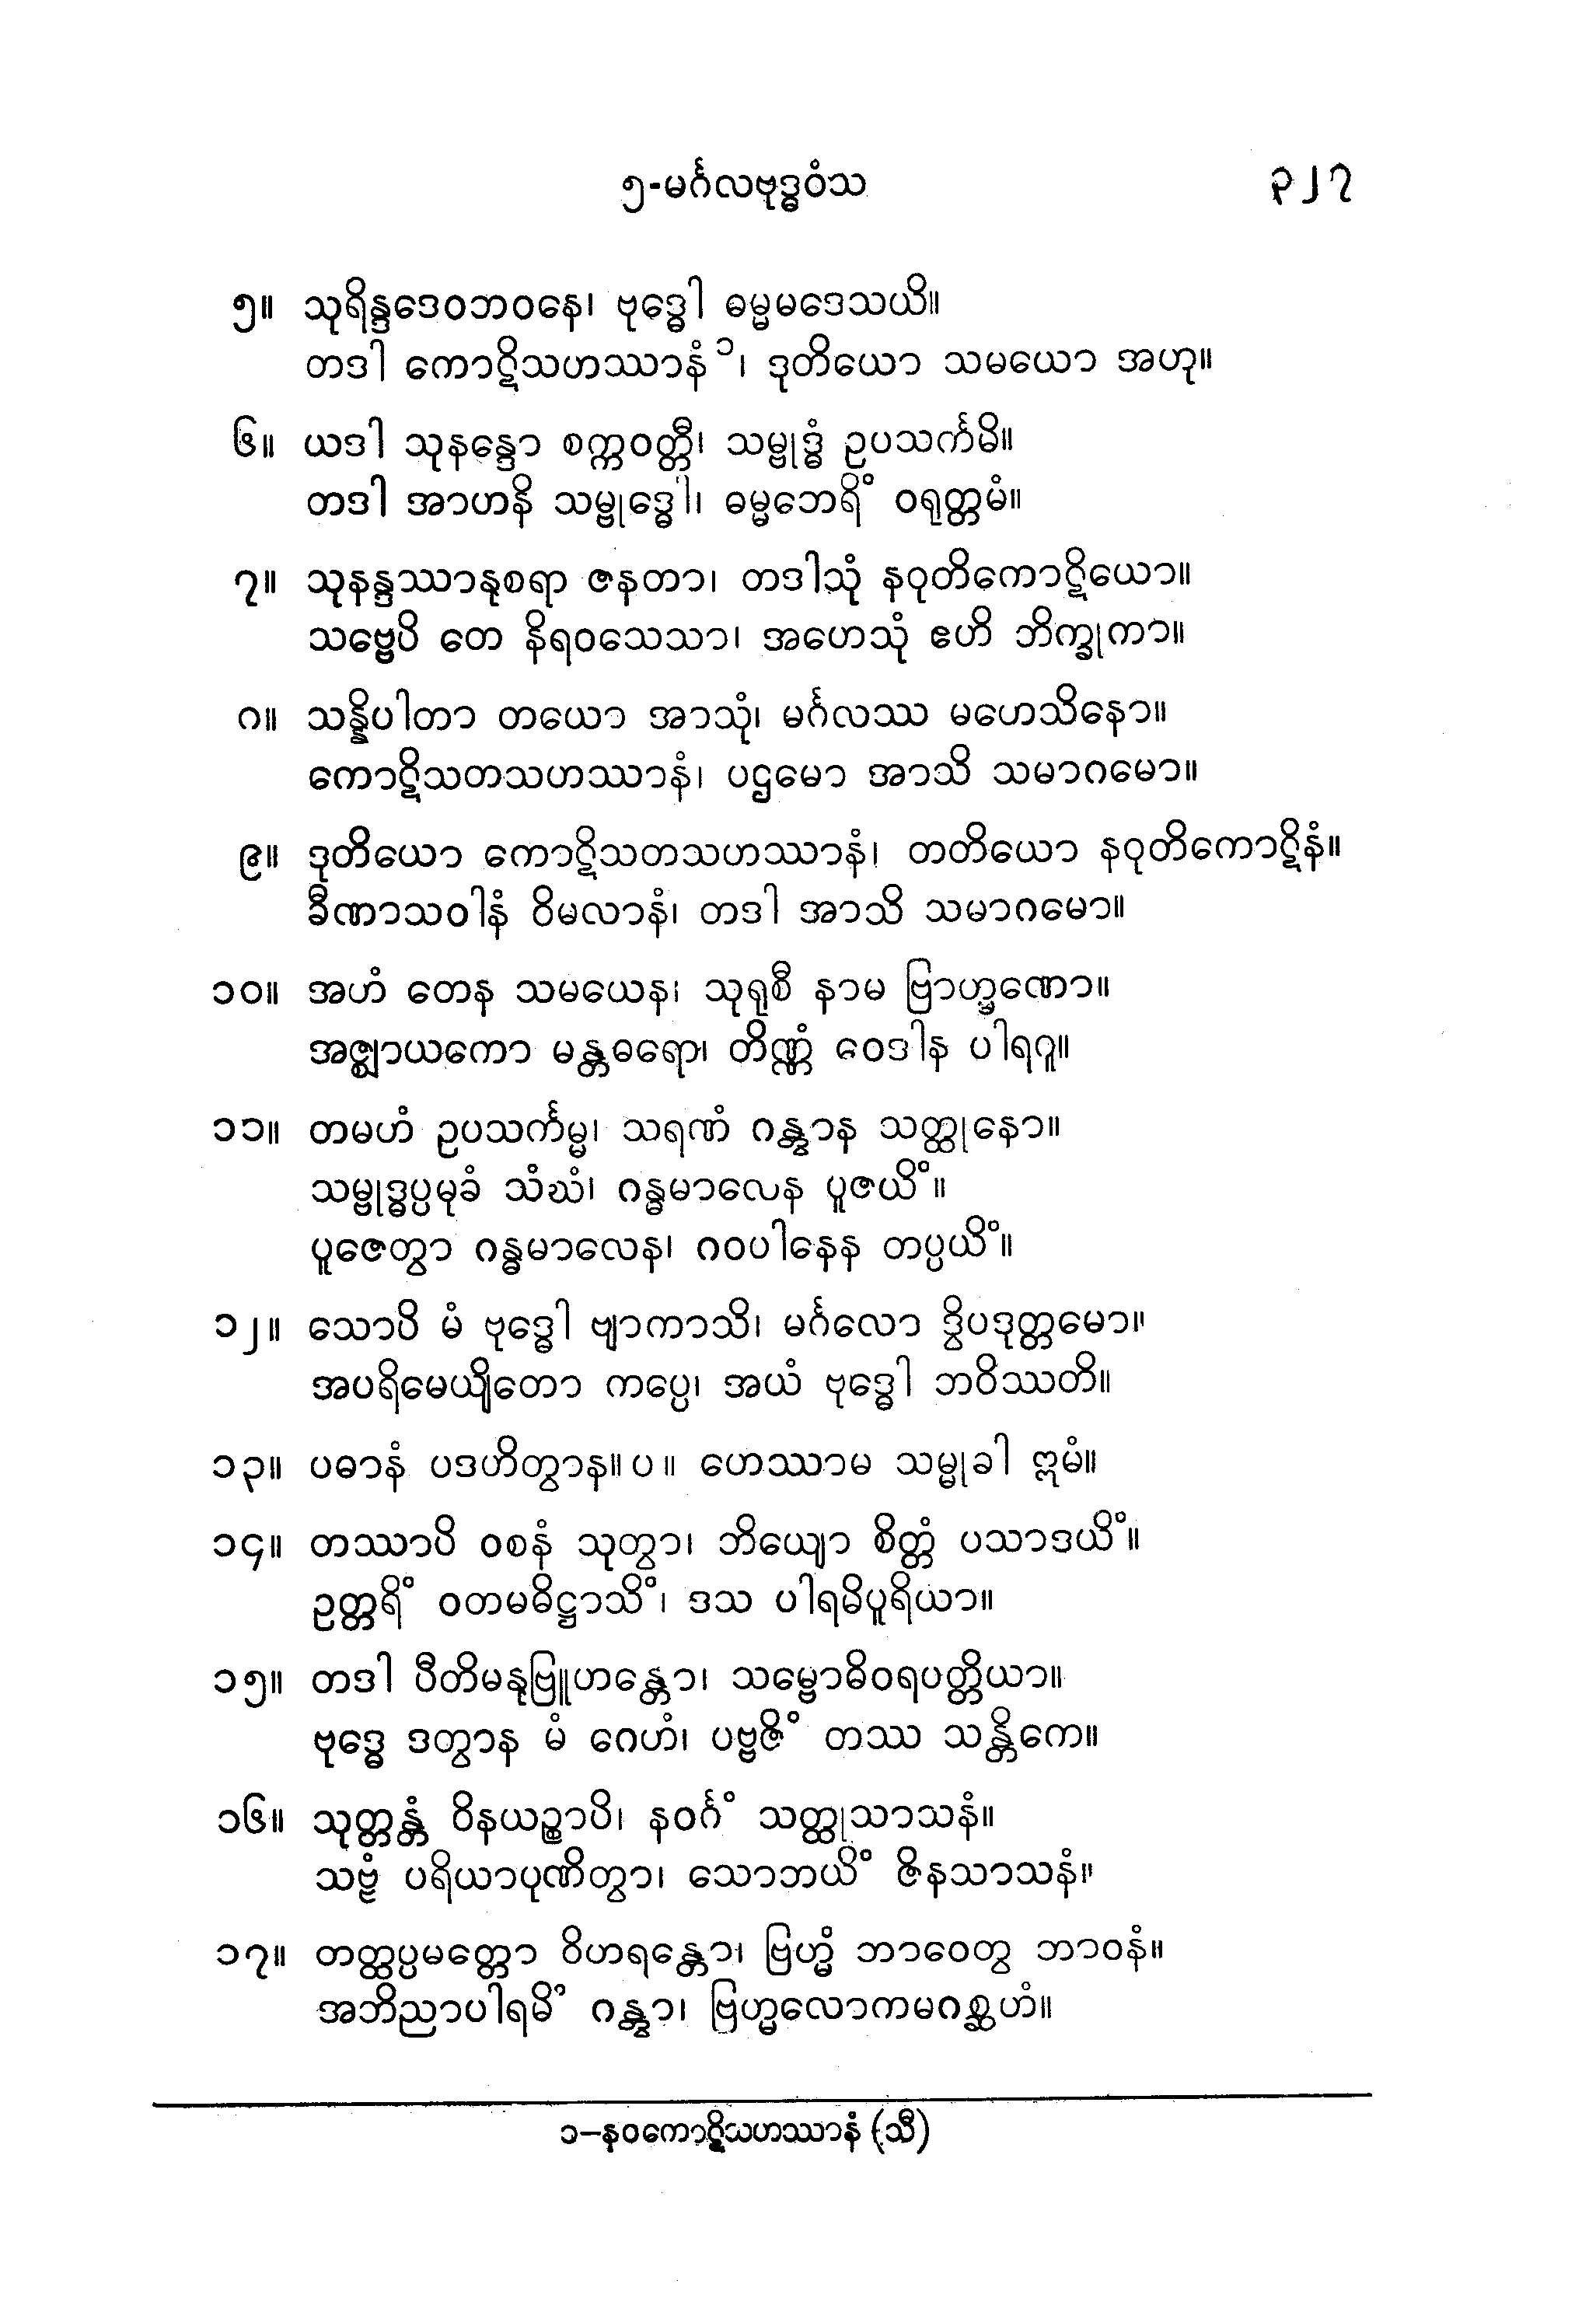 ၅-မင်္ဂလဗုဒ္ဓဝံသ ၃၂၇
၅။ သုရိန္ဒဒေဝဘဝနေ၊ ဗုဒ္ဓေါ ဓမ္မမဒေသယိ။
တဒါ ကောဋိသဟဿာနံ ၁၊ ဒုတိယော သမယော အဟု။
၆။ ယဒါ သုနန္ဒော စက္ကဝတ္တီ၊ သမ္ဗုဒ္ဓံ ဥပသင်္ကမိ။
တဒါ အာဟနိ သမ္ဗုဒ္ဓေါ၊ ဓမ္မဘေရိံ ဝရုတ္တမံ။
၇။ သုနန္ဒဿာနုစရာ ဇနတာ၊ တဒါသုံ နဝုတိကောဋိယော။
သဗ္ဗေပိ တေ နိရဝသေသာ၊ အဟေသုံ ဧဟိ ဘိက္ခုကာ။
၈။ သန္နိပါတာ တယော အာသုံ၊ မင်္ဂလဿ မဟေသိနော။
ကောဋိသတသဟဿာနံ၊ ပဌမော အာသိ သမာဂမော။
၉။ ဒုတိယော ကောဋိသတသဟဿာနံ၊ တတိယော နဝုတိကောဋိနံ။
ခီဏာသဝါနံ ဝိမလာနံ၊ တဒါ အာသိ သမာဂမော။
၁၀။ အဟံ တေန သမယေန၊ သုရုစီ နာမ ဗြာဟ္မဏော။
အဇ္ဈာယကော မန္တဓရော၊ တိဏ္ဏံ ဝေဒါန ပါရဂူ။
၁၁။ တမဟံ ဥပသင်္ကမ္မ၊ သရဏံ ဂန္တွာန သတ္ထုနော။
သမ္ဗုဒ္ဓပ္ပမုခံ သံဃံ၊ ဂန္ဓမာလေန ပူဇယိံ။
ပူဇေတွာ ဂန္ဓမာလေန၊ ဂဝပါနေန တပ္ပယိံ။
၁၂။ သောပိ မံ ဗုဒ္ဓေါ ဗျာကာသိ၊ မင်္ဂလော ဒွိပဒုတ္တမော။
အပရိမေယျိတော ကပ္ပေ၊ အယံ ဗုဒ္ဓေါ ဘဝိဿတိ။
၁၃။ ပဓာနံ ပဒဟိတွာန။ ပ ။ ဟေဿာမ သမ္မုခါ ဣမံ။
၁၄။ တဿာပိ ဝစနံ သုတွာ၊ ဘိယျော စိတ္တံ ပသာဒယိံ။
ဥတ္တရိံ ဝတမဓိဋ္ဌာသိံ၊ ဒသ ပါရမိပူရိယာ။
၁၅။ တဒါ ပီတိမနုဗြူဟန္တော၊ သမ္ဗောဓိဝရပတ္တိယာ။
ဗုဒ္ဓေ ဒတွာန မံ ဂေဟံ၊ ပဗ္ဗဇိံ တဿ သန္တိကေ။
၁၆။ သုတ္တန္တံ ဝိနယဉ္စာပိ၊ နဝင်္ဂံ သတ္ထုသာသနံ။
သဗ္ဗံ ပရိယာပုဏိတွာ၊ သောဘယိံ ဇိနသာသနံ။
၁၇။ တတ္ထပ္ပမတ္တော ဝိဟရန္တော၊ ဗြဟ္မံ ဘာဝေတွ ဘာဝနံ။
အဘိညာပါရမိံ ဂန္တွာ၊ ဗြဟ္မလောကမဂစ္ဆဟံ။
၁–နဝကောဋိသဟဿာနံ (သီ)